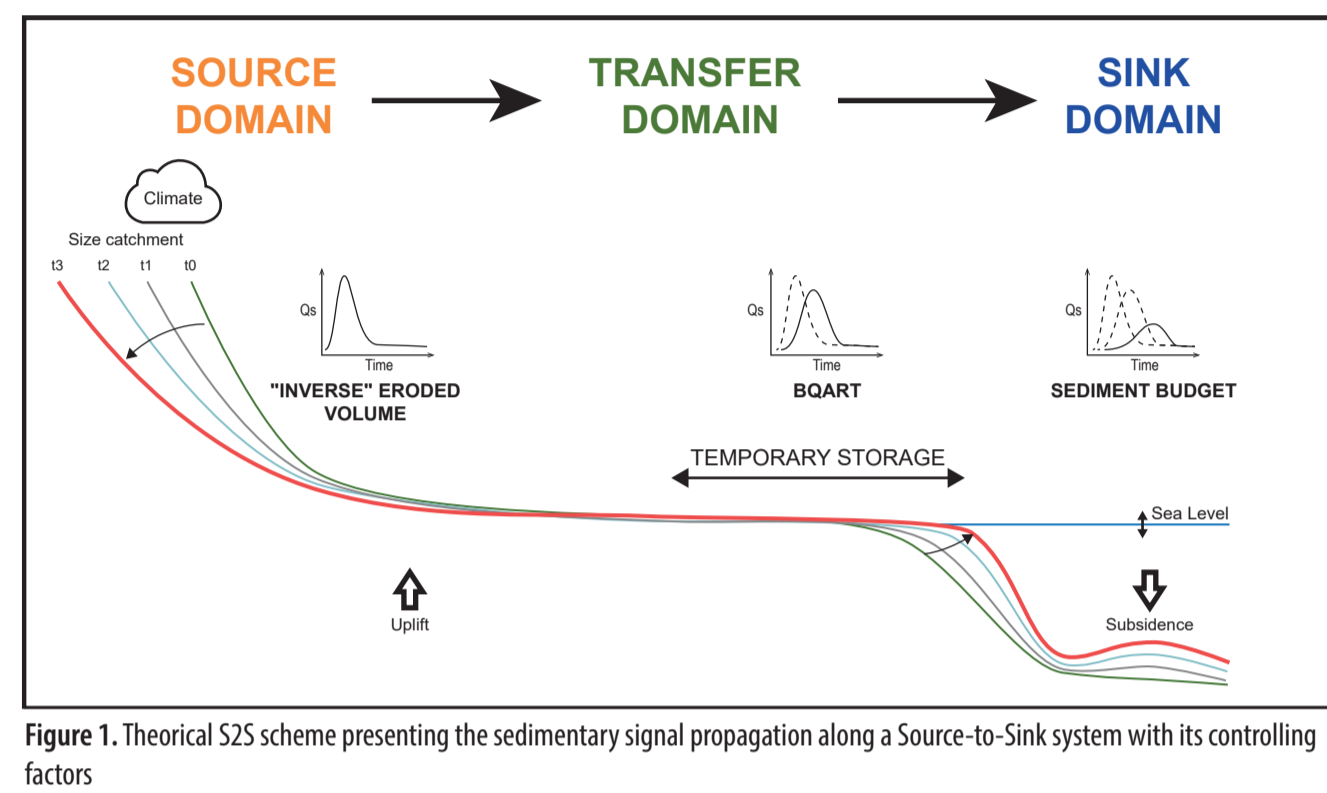 SOURCE
DOMAIN
TRANSFER
DOMAIN
SINK
DOMAIN
Climate
Size catchment
t3
t2
t1
t0
Qs
Time
"INVERSE" ERODED
VOLUME
Qs
Time
BQART
Qs
Time
SEDIMENT BUDGET
TEMPORARY STORAGE
Sea Level
Uplift
Subsidence
Figure 1. Theorical S2S scheme presenting the sedimentary signal propagation along a Source-to-Sink system with its controlling
factors